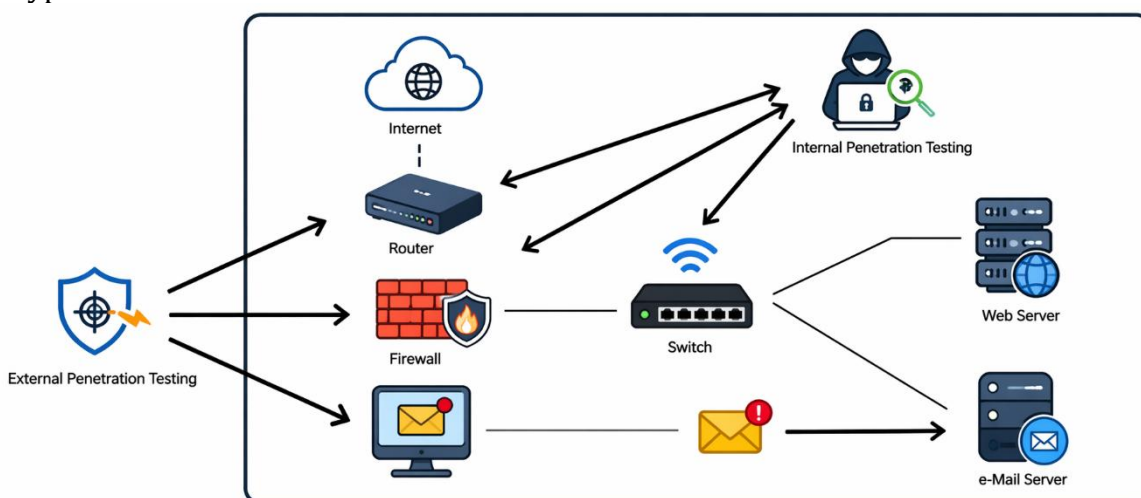 Internet
Internal Penetration Testing
Router
Web Server
Switch
Firewall
External Penetration Testing
e-Mail Server